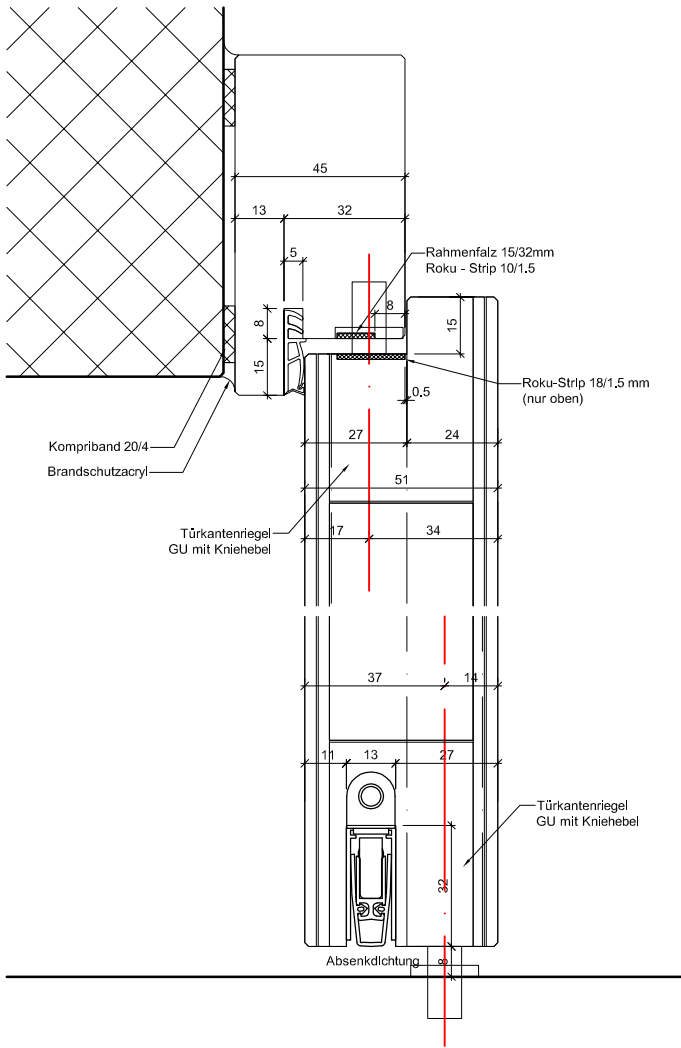 45
13
32
5
Rahmenfalz 15/32mm
Roku - Strip 10/1.5
8
8
15
15
Roku-Strip 18/1,5 mm
(nur oben)
0.5
27
24
Kompriband 20/4
Brandschutzacryl
51
Türkantenriegel
GU mit Kniehebel
17
34
37
14
11
13
27
Türkantenriegel
GU mit Kniehebel
32
Absenkdichtung
8